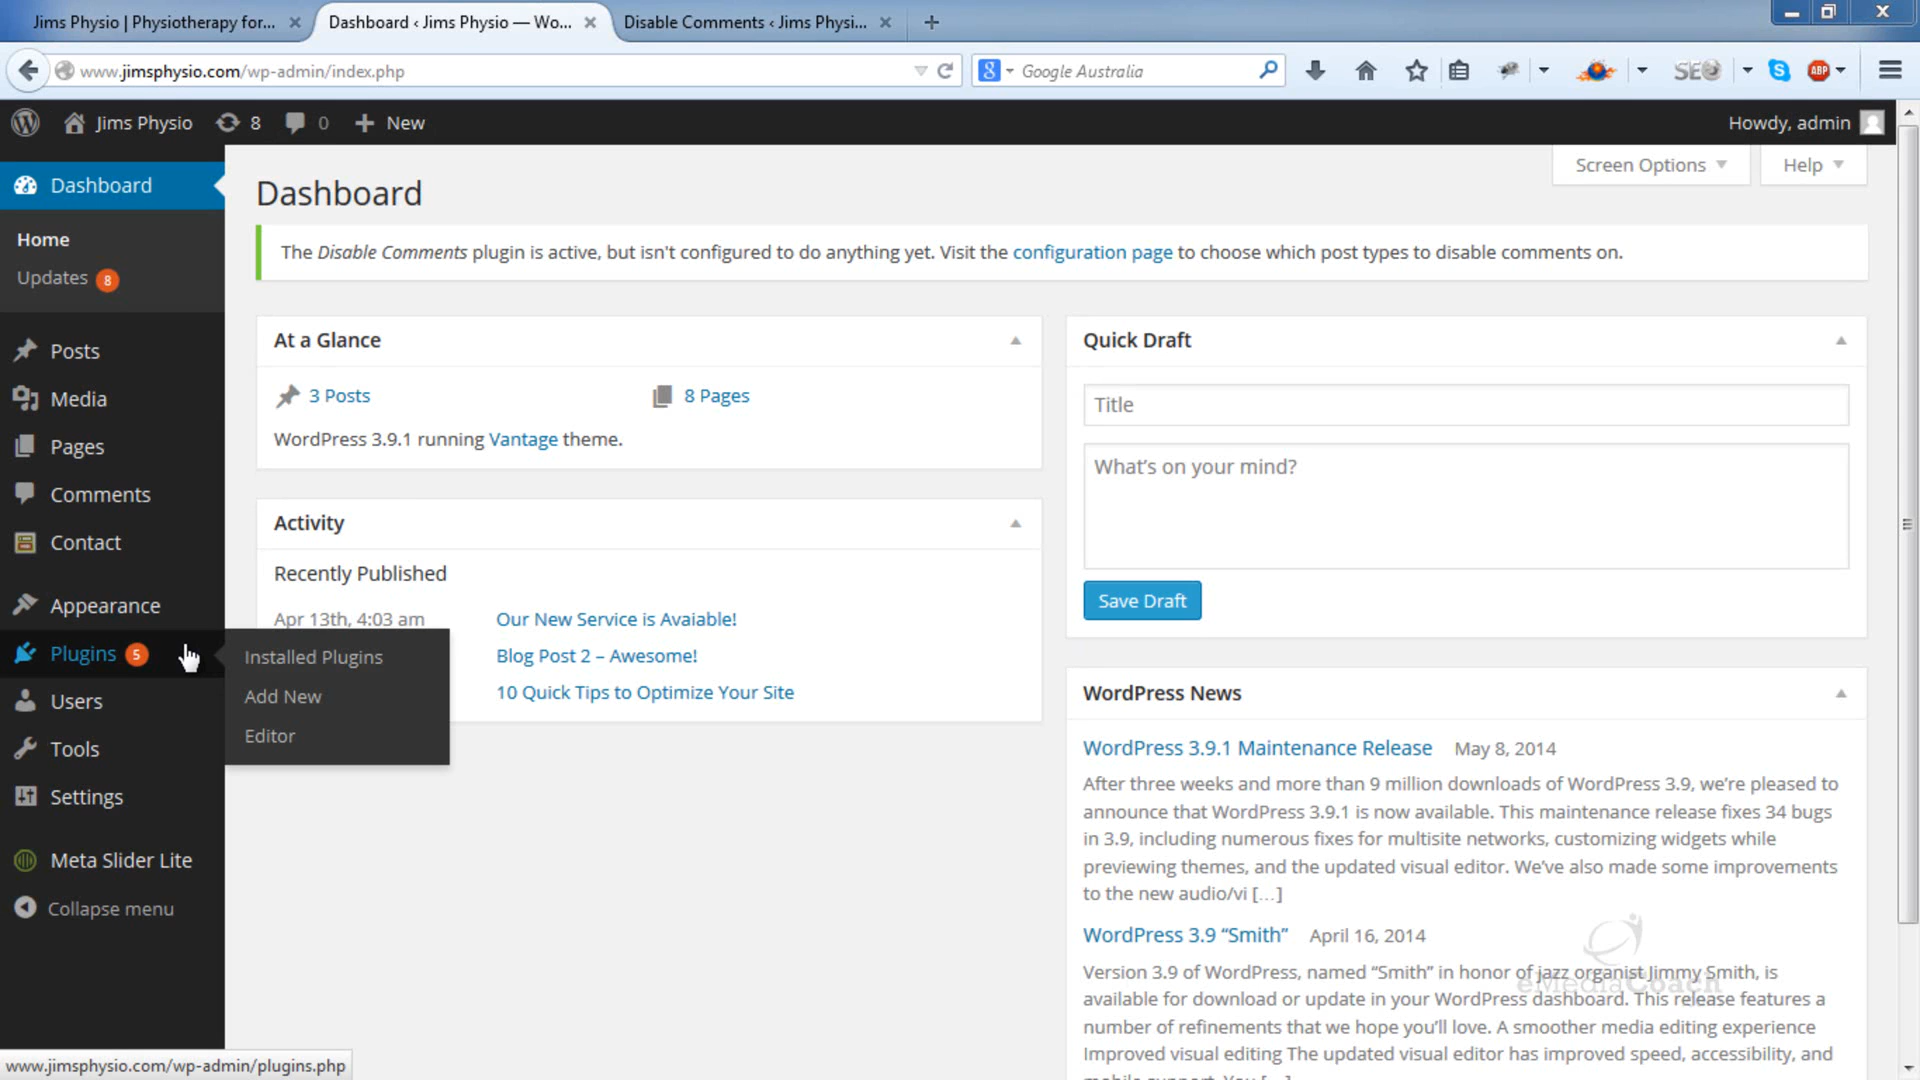 Jims Physio | Physiotherapy for...
Dashboard ‹ Jims Physio — Wo...
Disable Comments ‹ Jims Physi...
www.jimsphysio.com/wp-admin/index.php
Google Australia
SEO
ABP
Jims Physio
8
0
New
Howdy, admin
Dashboard
Home
Updates 8
Posts
Media
Pages
Comments
Contact
Appearance
Plugins 5
Users
Tools
Settings
Meta Slider Lite
Collapse menu
Installed Plugins
Add New
Editor
Screen Options
Help
Dashboard
The Disable Comments plugin is active, but isn't configured to do anything yet. Visit the configuration page to choose which post types to disable comments on.
At a Glance
3 Posts
8 Pages
WordPress 3.9.1 running Vantage theme.
Activity
Recently Published
Apr 13th, 4:03 am
Our New Service is Avaiable!
Blog Post 2 – Awesome!
10 Quick Tips to Optimize Your Site
Quick Draft
Title
What's on your mind?
Save Draft
WordPress News
WordPress 3.9.1 Maintenance Release May 8, 2014
After three weeks and more than 9 million downloads of WordPress 3.9, we're pleased to
announce that WordPress 3.9.1 is now available. This maintenance release fixes 34 bugs
in 3.9, including numerous fixes for multisite networks, customizing widgets while
previewing themes, and the updated visual editor. We've also made some improvements
to the new audio/vi […]
WordPress 3.9 “Smith” April 16, 2014
Version 3.9 of WordPress, named “Smith” in honor of jazz organist Jimmy Smith, is
available for download or update in your WordPress dashboard. This release features a
number of refinements that we hope you'll love. A smoother media editing experience
Improved visual editing The updated visual editor has improved speed, accessibility, and
mobile support. You […]
eMediaCoach
www.jimsphysio.com/wp-admin/plugins.php